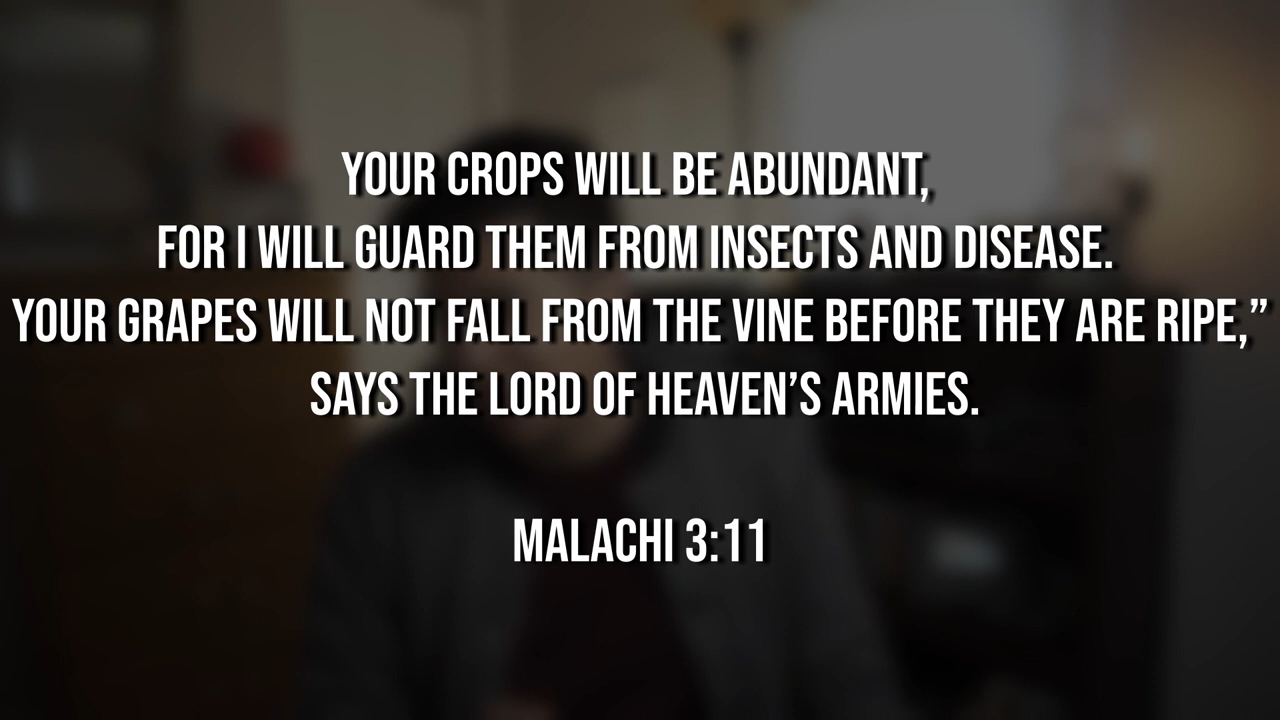 YOUR CROPS WILL BE ABUNDANT,
FOR I WILL GUARD THEM FROM INSECTS AND DISEASE.
YOUR GRAPES WILL NOT FALL FROM THE VINE BEFORE THEY ARE RIPE,”
SAYS THE LORD OF HEAVEN’S ARMIES.
MALACHI 3:11